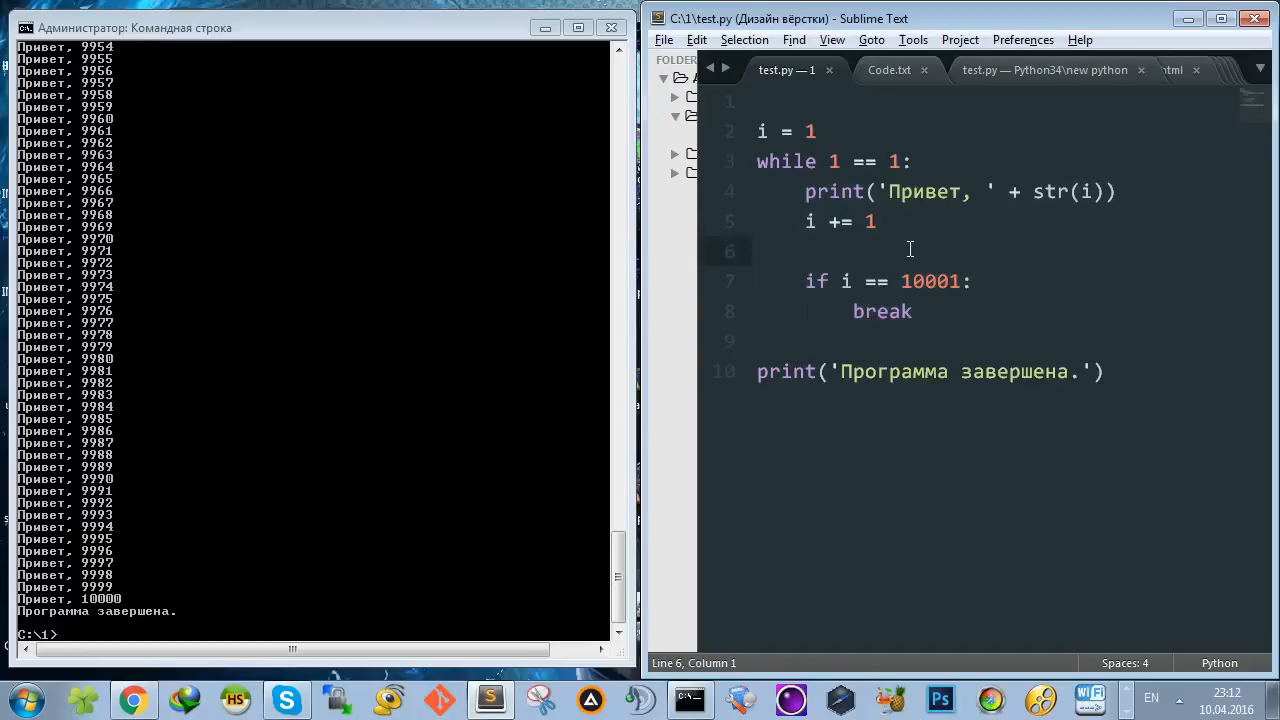 Администратор: Командная строка
Привет, 9954
Привет, 9955
Привет, 9956
Привет, 9957
Привет, 9958
Привет, 9959
Привет, 9960
Привет, 9961
Привет, 9962
Привет, 9963
Привет, 9964
Привет, 9965
Привет, 9966
Привет, 9967
Привет, 9968
Привет, 9969
Привет, 9970
Привет, 9971
Привет, 9972
Привет, 9973
Привет, 9974
Привет, 9975
Привет, 9976
Привет, 9977
Привет, 9978
Привет, 9979
Привет, 9980
Привет, 9981
Привет, 9982
Привет, 9983
Привет, 9984
Привет, 9985
Привет, 9986
Привет, 9987
Привет, 9988
Привет, 9989
Привет, 9990
Привет, 9991
Привет, 9992
Привет, 9993
Привет, 9994
Привет, 9995
Привет, 9996
Привет, 9997
Привет, 9998
Привет, 9999
Привет, 10000
Программа завершена.
C:\1>
C:\1\test.py (Дизайн вёрстки) - Sublime Text
File Edit Selection Find View Goto Tools Project Preferences Help
FOLDER
test.py — 1 Code.txt test.py — Python34\new python html
1
2 i = 1
3 while 1 == 1:
4 print('Привет, ' + str(i))
5 i += 1
6
7 if i == 10001:
8 break
9
10 print('Программа завершена.')
Line 6, Column 1 Spaces: 4 Python
HS Ps WiFi EN 23:12
10.04.2016